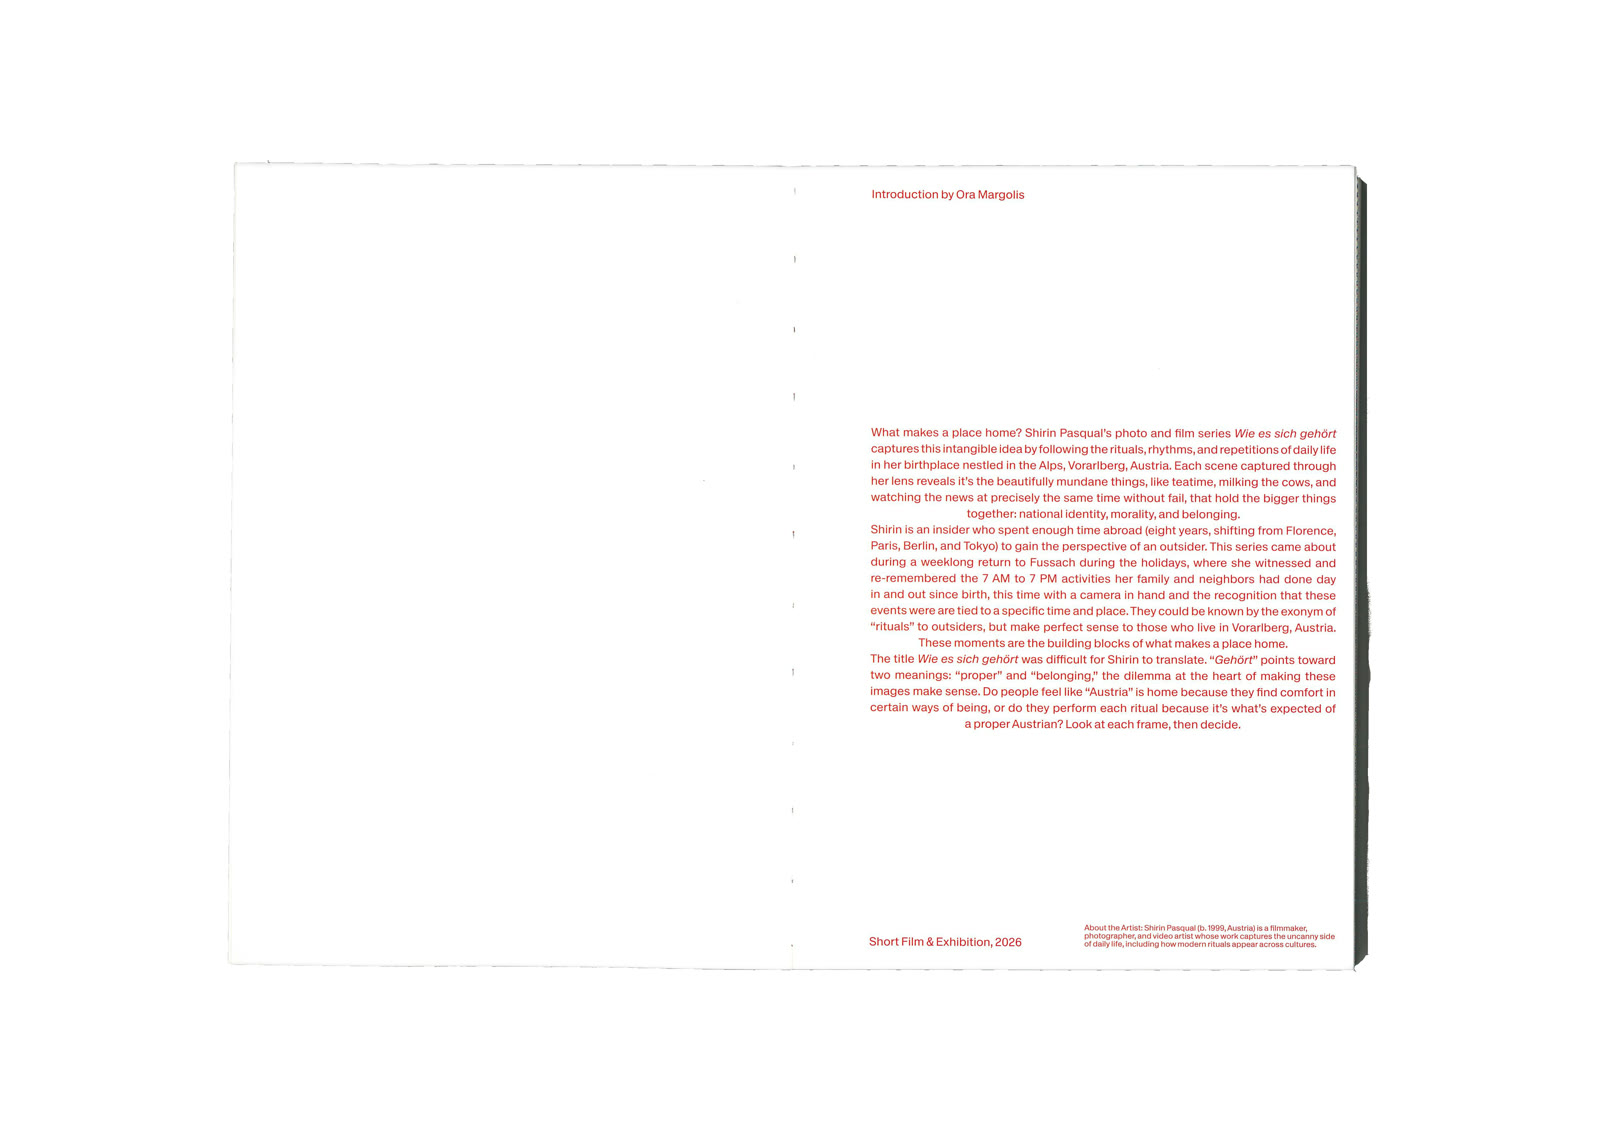 Introduction by Ora Margolis
What makes a place home? Shirin Pasqual’s photo and film series Wie es sich gehört
captures this intangible idea by following the rituals, rhythms, and repetitions of daily life
in her birthplace nestled in the Alps, Vorarlberg, Austria. Each scene captured through
her lens reveals it’s the beautifully mundane things, like teatime, milking the cows, and
watching the news at precisely the same time without fail, that hold the bigger things
together: national identity, morality, and belonging.
Shirin is an insider who spent enough time abroad (eight years, shifting from Florence,
Paris, Berlin, and Tokyo) to gain the perspective of an outsider. This series came about
during a weeklong return to Fussach during the holidays, where she witnessed and
re-remembered the 7 AM to 7 PM activities her family and neighbors had done day
in and out since birth, this time with a camera in hand and the recognition that these
events were are tied to a specific time and place. They could be known by the exonym of
“rituals” to outsiders, but make perfect sense to those who live in Vorarlberg, Austria.
These moments are the building blocks of what makes a place home.
The title Wie es sich gehört was difficult for Shirin to translate. “Gehört” points toward
two meanings: “proper” and “belonging,” the dilemma at the heart of making these
images make sense. Do people feel like “Austria” is home because they find comfort in
certain ways of being, or do they perform each ritual because it’s what’s expected of
a proper Austrian? Look at each frame, then decide.
Short Film & Exhibition, 2026
About the Artist: Shirin Pasqual (b. 1999, Austria) is a filmmaker,
photographer, and video artist whose work captures the uncanny side
of daily life, including how modern rituals appear across cultures.